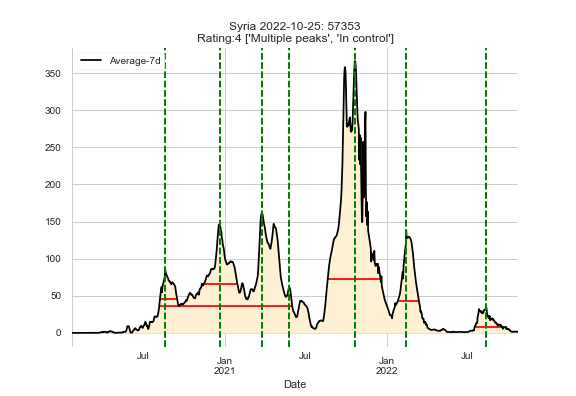 Syria 2022-10-25: 57353
Rating:4 ['Multiple peaks', 'In control']
Average-7d
350
300
250
200
150
100
50
0
Jul
Jan
2021
Jul
Jan
2022
Jul
Date